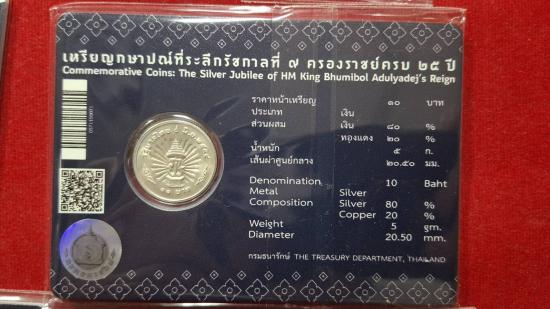 เหรียญกษาปณ์ที่ระลึกรัชกาลที่ ๙ ครองราชย์ครบ ๒๕ ปี
Commemorative Coins: The Silver Jubilee of HM King Bhumibol Adulyadej's Reign
ราคาหน้าเหรียญ ๑๐ บาท
ประเภท เงิน
ส่วนผสม เงิน ๘๐ %
ทองแดง ๒๐ %
น้ำหนัก ๕ ก.
เส้นผ่าศูนย์กลาง ๒๐.๕๐ มม.
Denomination 10 Baht
Metal Silver
Composition Silver 80 %
Copper 20 %
Weight 5 gm.
Diameter 20.50 mm.
กรมธนารักษ์ THE TREASURY DEPARTMENT, THAILAND